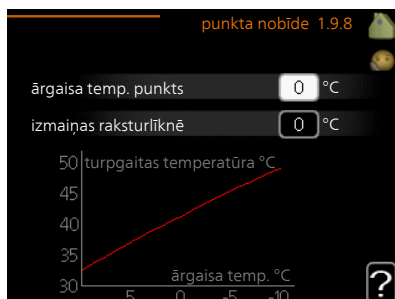 punkta nobīde 1.9.8
ārgaisa temp. punkts 0 °C
izmaiņas raksturlīknē 0 °C
50 turpgaitas temperatūra °C
45
40
35
ārgaisa temp. °C
30
5 0 -5 -10
?